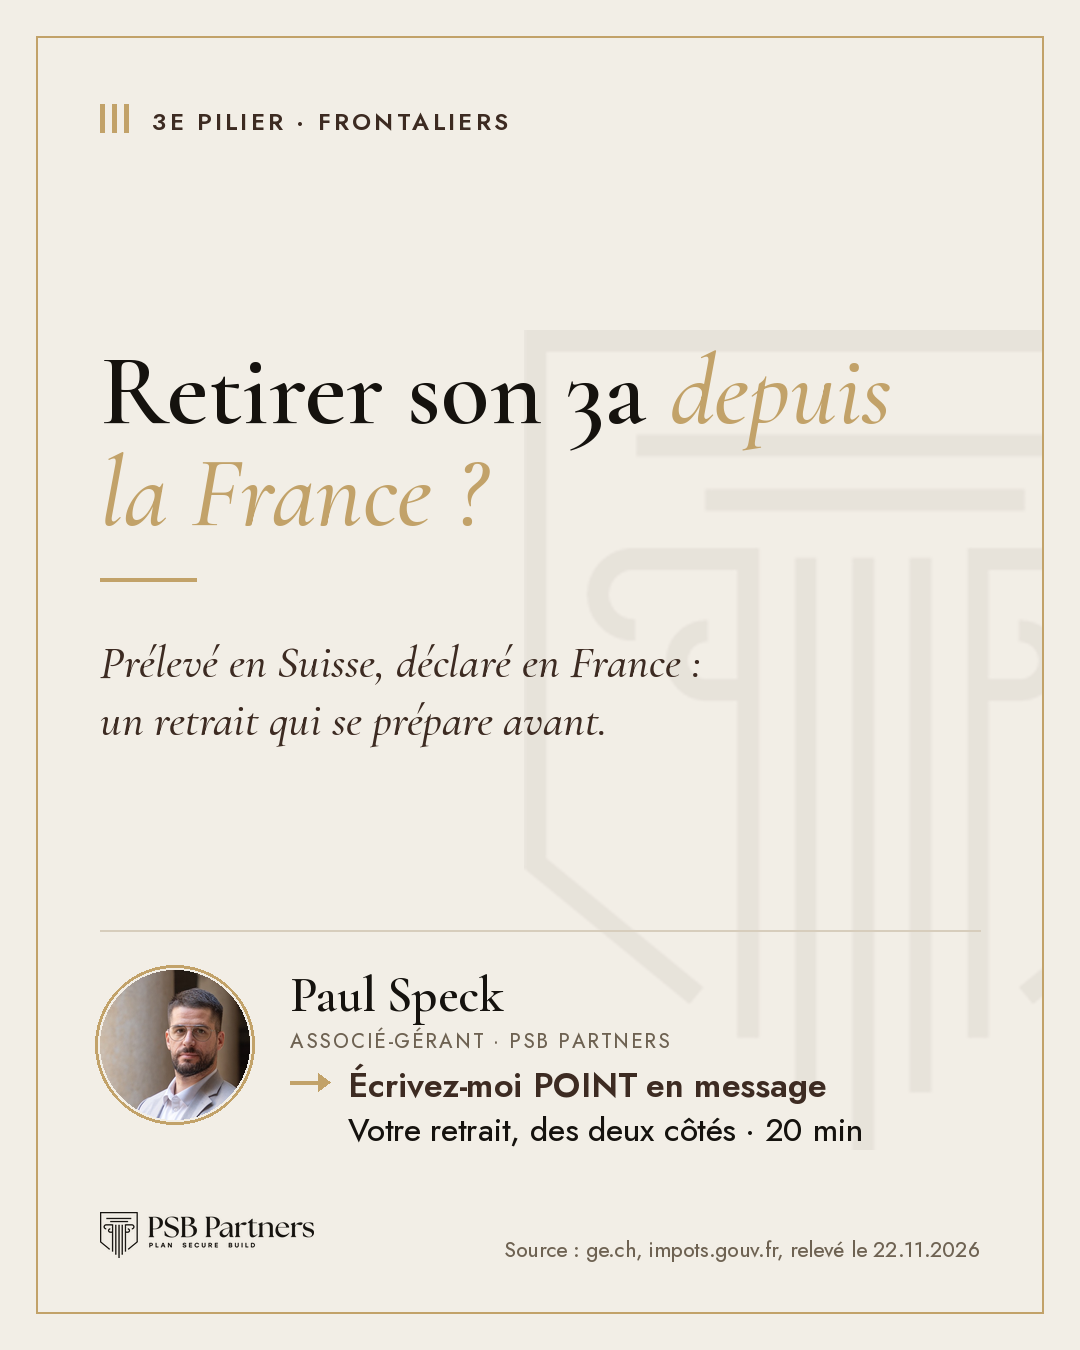 3E PILIER · FRONTALIERS
Retirer son 3a depuis
la France ?
Prélevé en Suisse, déclaré en France :
un retrait qui se prépare avant.
Paul Speck
ASSOCIÉ-GÉRANT · PSB PARTNERS
Écrivez-moi POINT en message
Votre retrait, des deux côtés · 20 min
PSB Partners
PLAN SECURE BUILD
Source : ge.ch, impots.gouv.fr, relevé le 22.11.2026